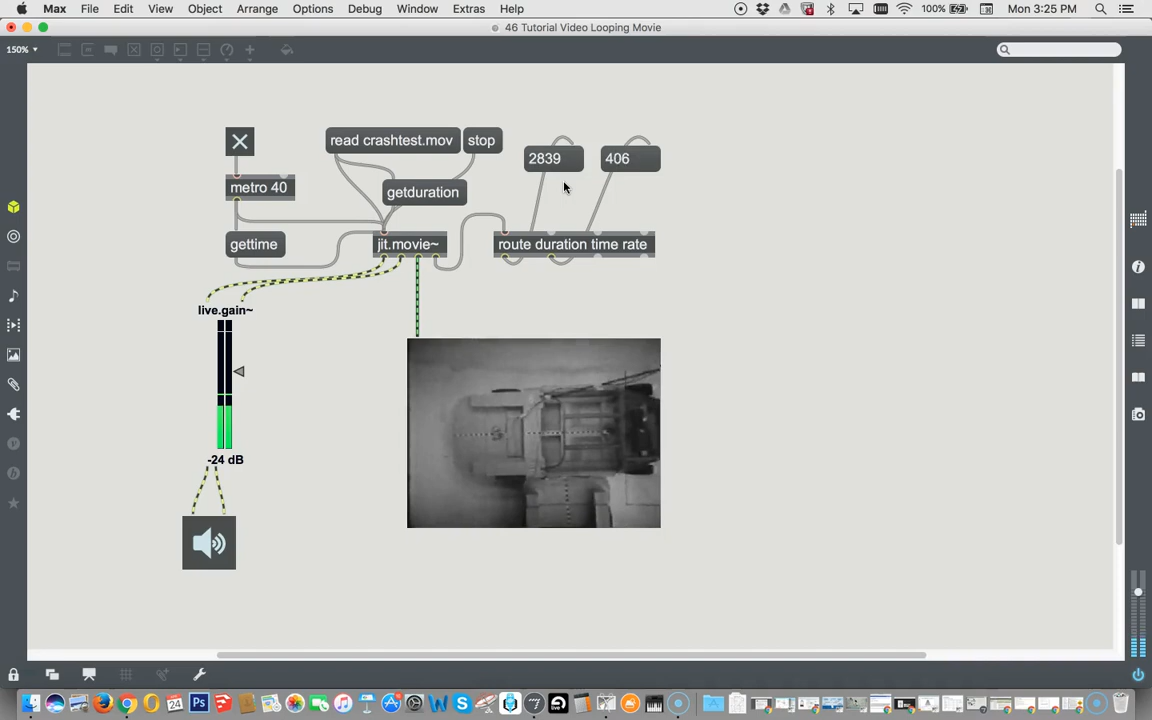 Max File Edit View Object Arrange Options Debug Window Extras Help 100% Mon 3:25 PM
46 Tutorial Video Looping Movie
150%
read crashtest.mov stop
2839 406
metro 40
getduration
gettime jit.movie~ route duration time rate
live.gain~
-24 dB